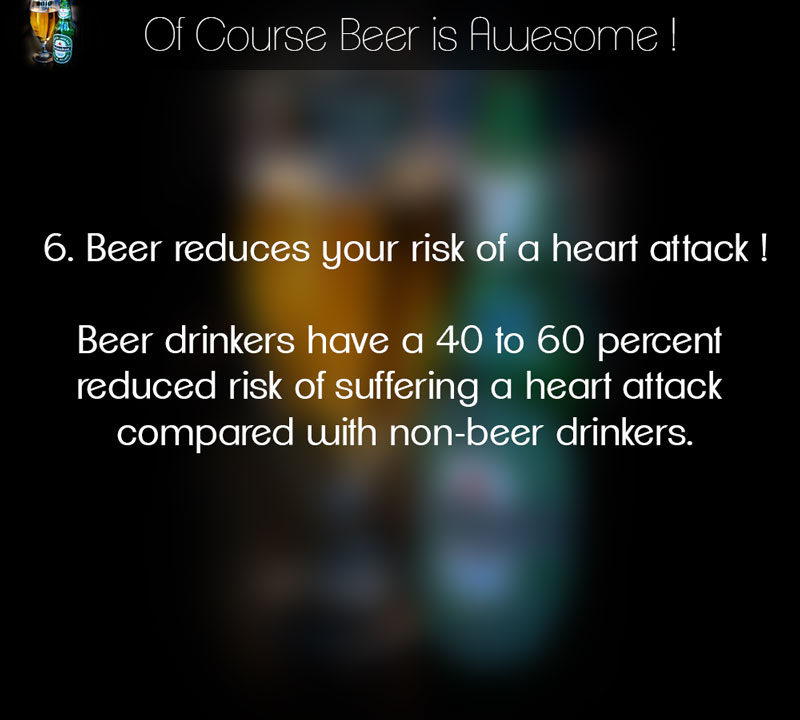 Of Course Beer is Awesome !
6. Beer reduces your risk of a heart attack !
Beer drinkers have a 40 to 60 percent
reduced risk of suffering a heart attack
compared with non-beer drinkers.